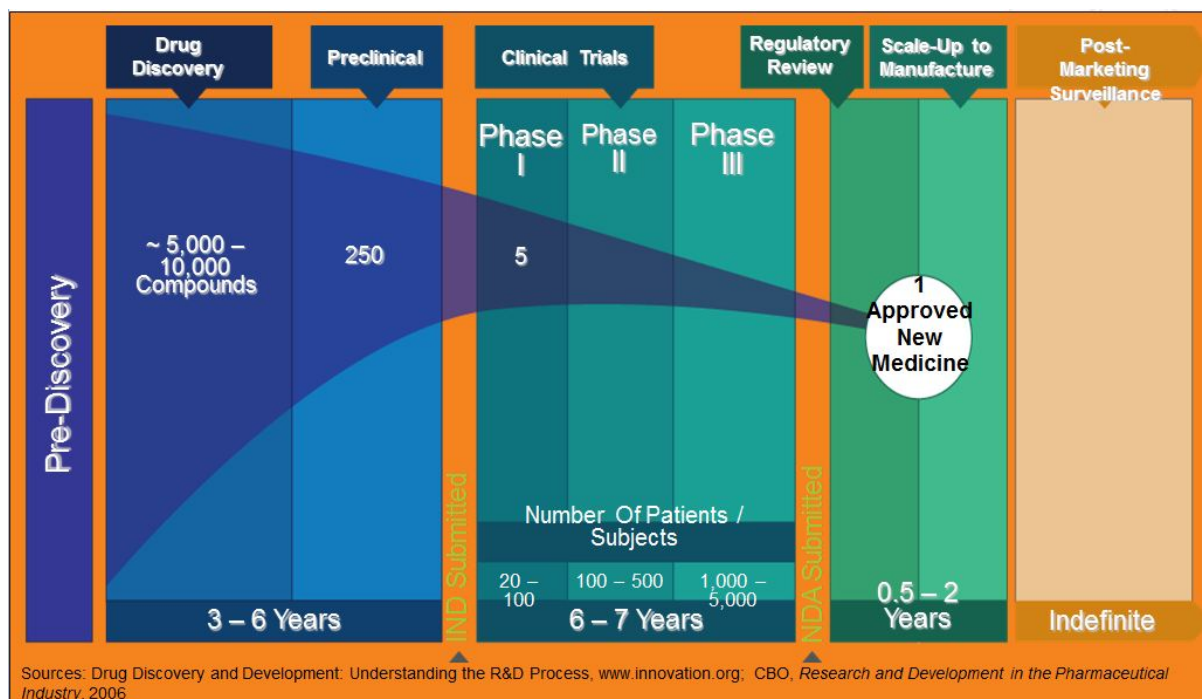 Drug
Discovery
Preclinical
Clinical Trials
Regulatory
Review
Scale-Up to
Manufacture
Post-
Marketing
Surveillance
Pre-Discovery
~ 5,000 –
10,000
Compounds
250
IND Submitted
Phase
I
Phase
II
Phase
III
5
Number Of Patients /
Subjects
20 –
100
100 – 500
1,000 –
5,000
NDA Submitted
1
Approved
New
Medicine
3 – 6 Years
6 – 7 Years
0.5 – 2
Years
Indefinite
Sources: Drug Discovery and Development: Understanding the R&D Process, www.innovation.org; CBO, Research and Development in the Pharmaceutical
Industry, 2006